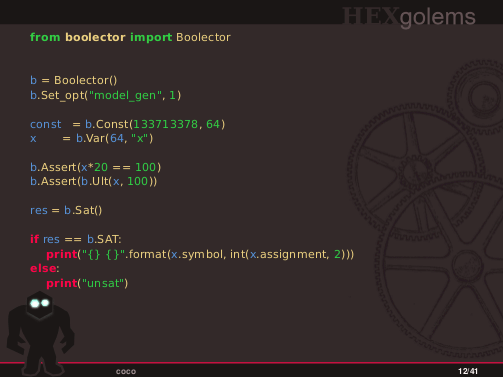 HEXgolems
from boolector import Boolector
b = Boolector()
b.Set_opt("model_gen", 1)
const = b.Const(133713378, 64)
x = b.Var(64, "x")
b.Assert(x*20 == 100)
b.Assert(b.Ult(x, 100))
res = b.Sat()
if res == b.SAT:
print("{} {}".format(x.symbol, int(x.assignment, 2)))
else:
print("unsat")
coco
12/41